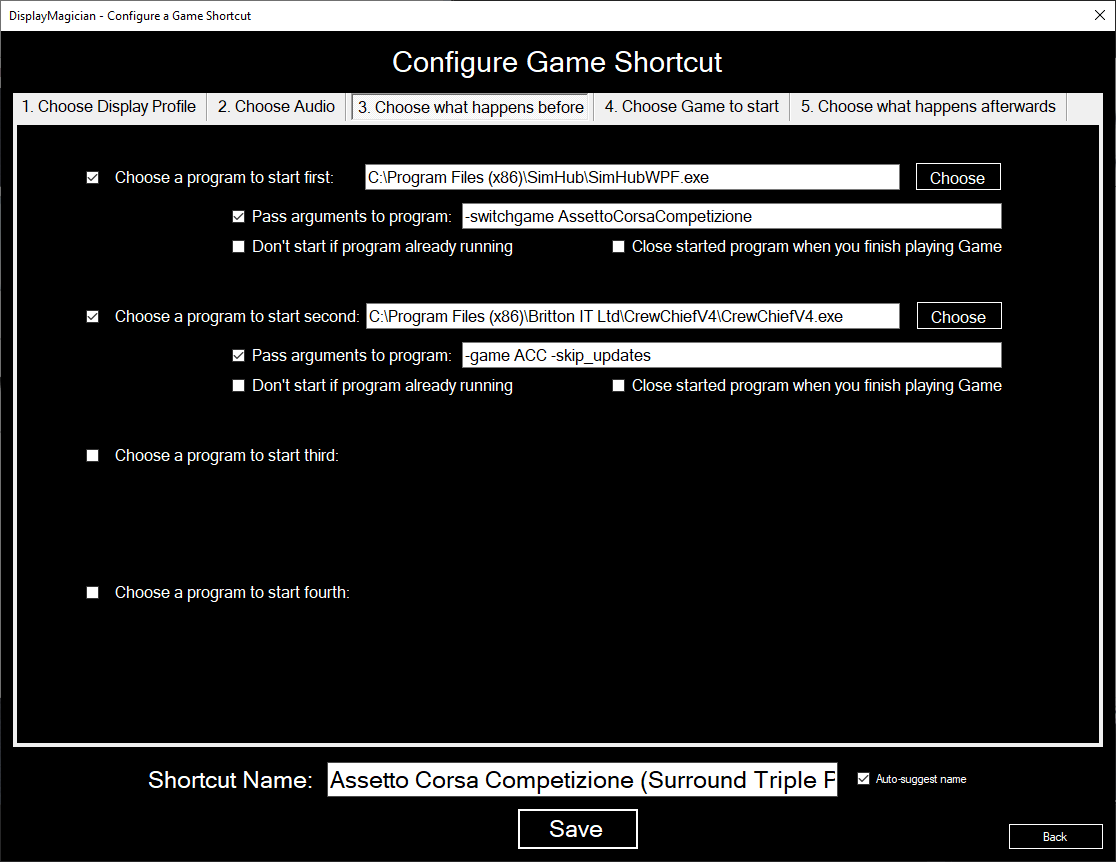 DisplayMagician - Configure a Game Shortcut
Configure Game Shortcut
1. Choose Display Profile 2. Choose Audio 3. Choose what happens before 4. Choose Game to start 5. Choose what happens afterwards
Choose a program to start first: C:\Program Files (x86)\SimHub\SimHubWPF.exe Choose
Pass arguments to program: -switchgame AssettoCorsaCompetizione
Don't start if program already running Close started program when you finish playing Game
Choose a program to start second: C:\Program Files (x86)\Britton IT Ltd\CrewChiefV4\CrewChiefV4.exe Choose
Pass arguments to program: -game ACC -skip_updates
Don't start if program already running Close started program when you finish playing Game
Choose a program to start third:
Choose a program to start fourth:
Shortcut Name: Assetto Corsa Competizione (Surround Triple Auto-suggest name
Save
Back